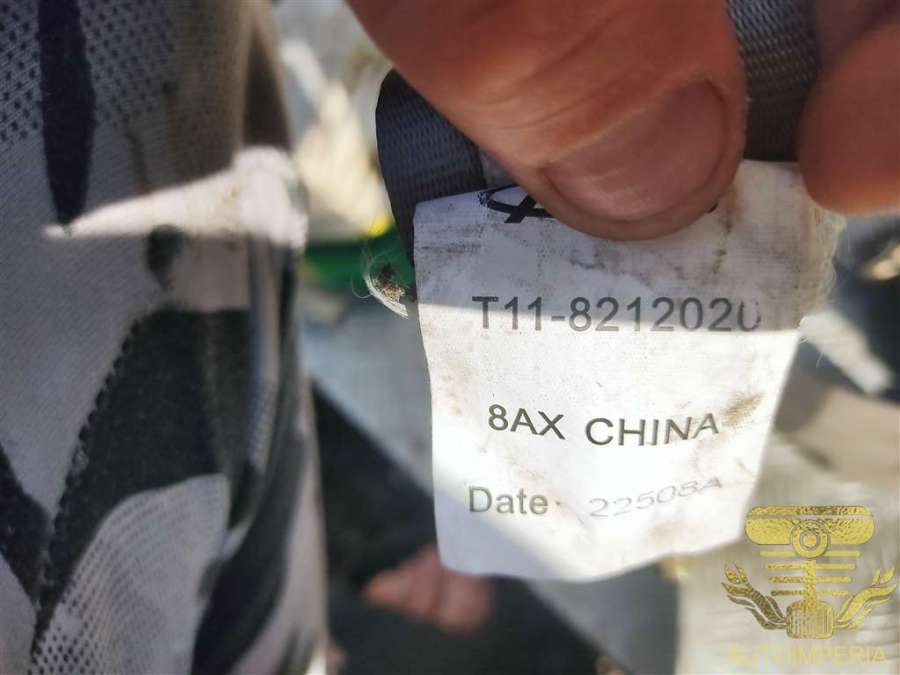 T11-8212020
8AX CHINA
Date 22508A
AUTOIMPERIA